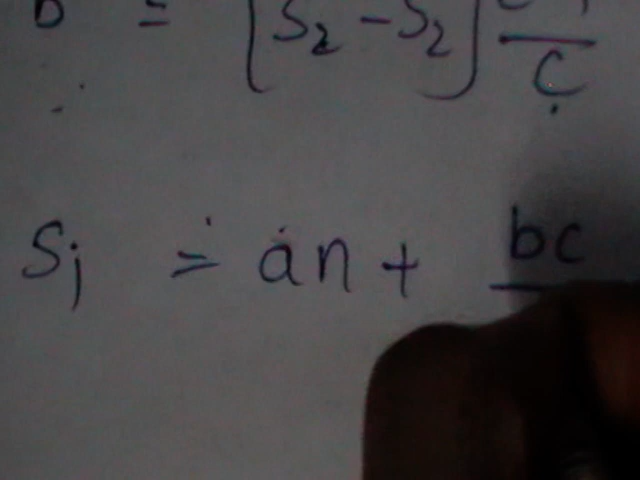 b = [S2 - S2] / C
Sj = an + bc